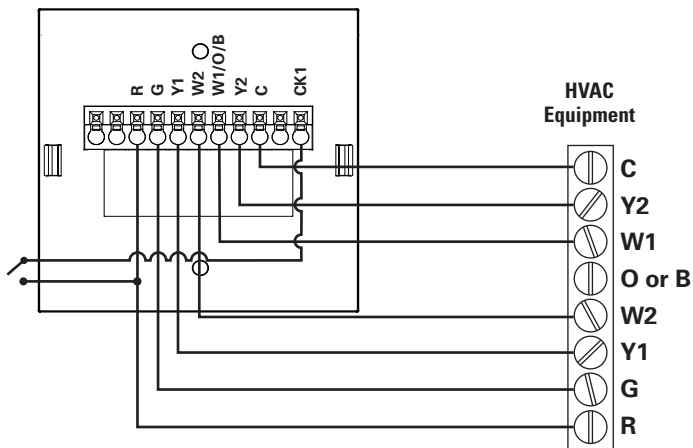 R
G
Y1
W2
W1/O/B
Y2
C
CK1
HVAC
Equipment
C
Y2
W1
O or B
W2
Y1
G
R